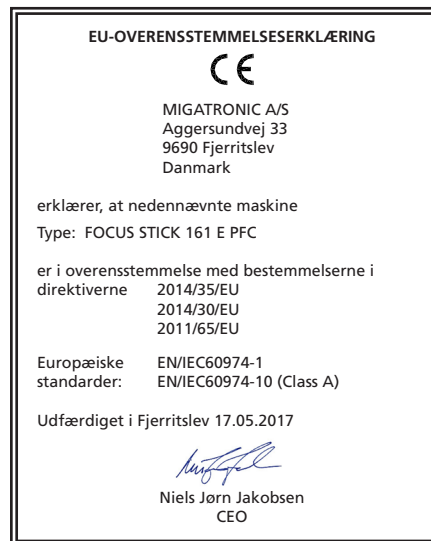 EU-OVERENSSTEMMELSESERKLÆRING
CE
MIGATRONIC A/S
Aggersundvej 33
9690 Fjerritslev
Danmark
erklærer, at nedennævnte maskine
Type: FOCUS STICK 161 E PFC
er i overensstemmelse med bestemmelserne i
direktiverne 2014/35/EU
2014/30/EU
2011/65/EU
Europæiske EN/IEC60974-1
standarder: EN/IEC60974-10 (Class A)
Udfærdiget i Fjerritslev 17.05.2017
Niels Jørn Jakobsen
CEO